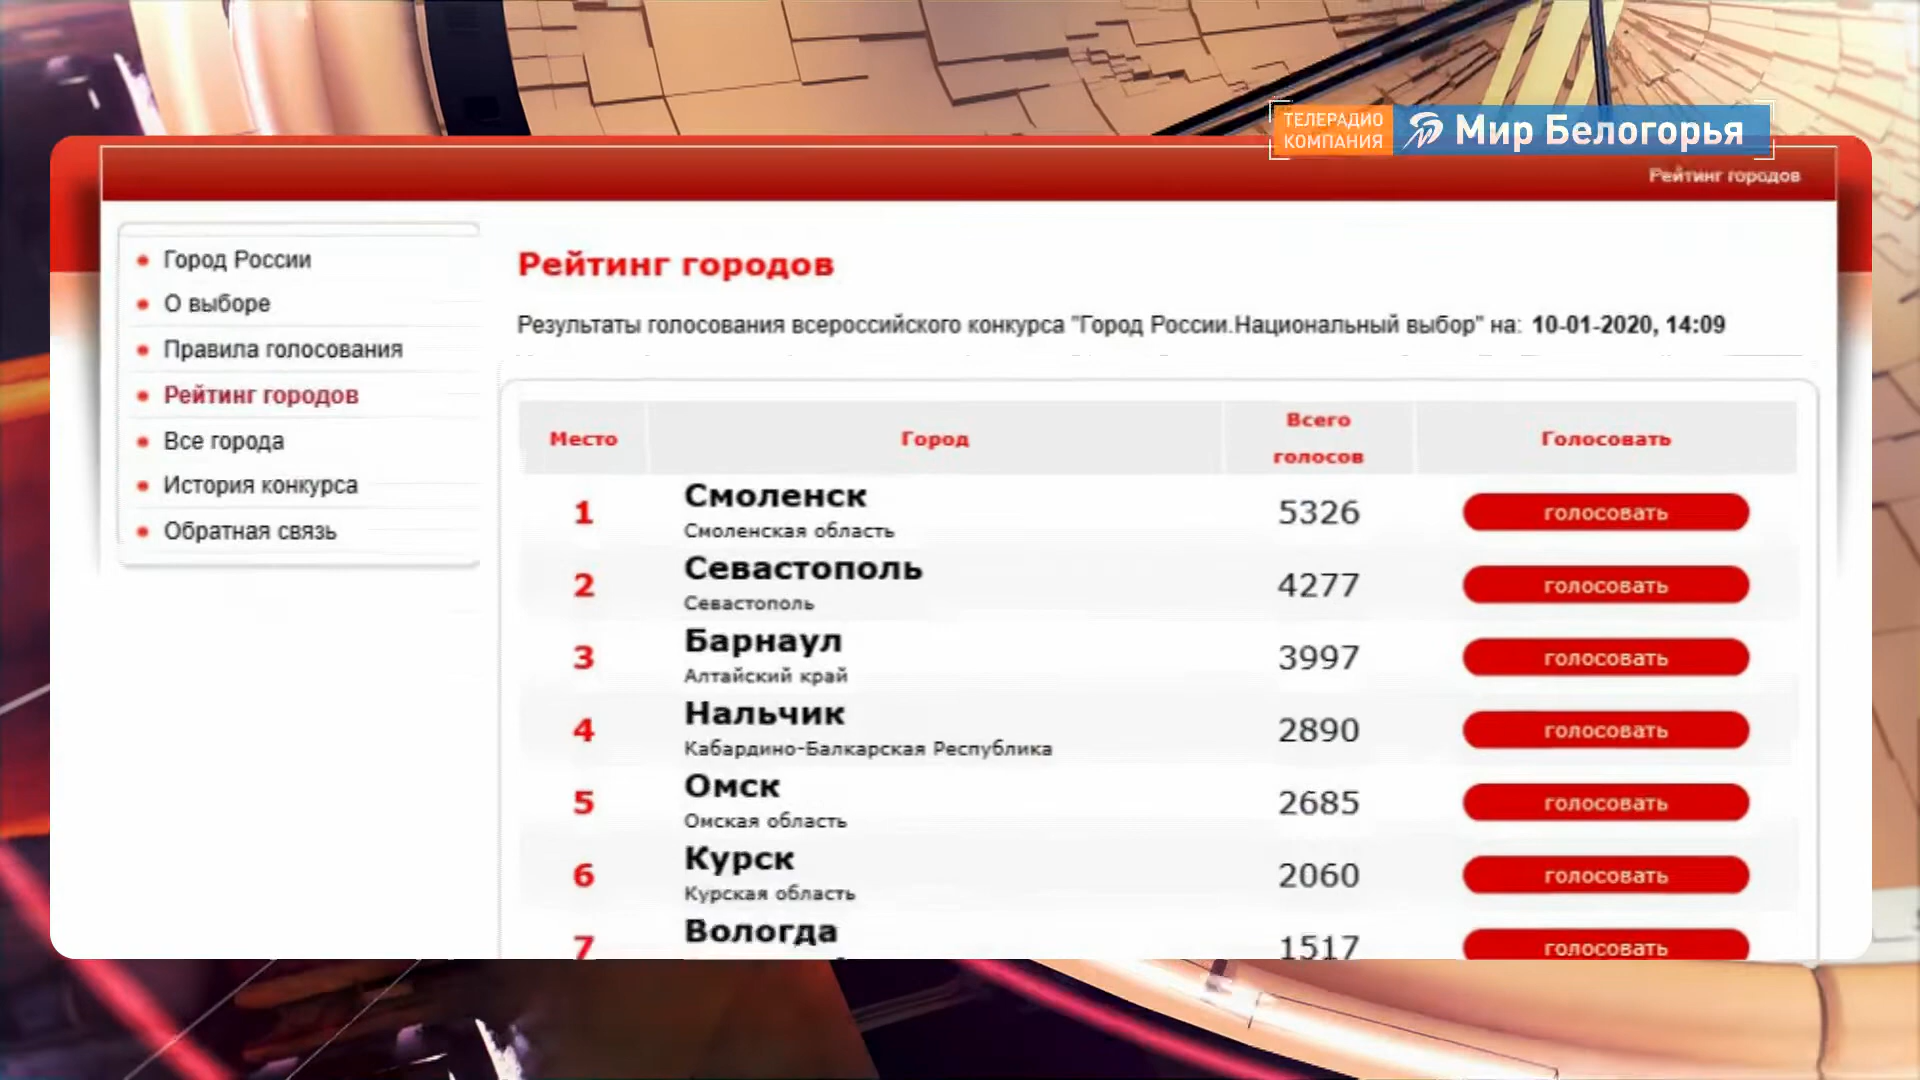 ТЕЛЕРАДИО
КОМПАНИЯ
Мир Белогорья
Рейтинг городов
Город России
О выборе
Правила голосования
Рейтинг городов
Все города
История конкурса
Обратная связь
Рейтинг городов
Результаты голосования всероссийского конкурса "Город России.Национальный выбор" на: 10-01-2020, 14:09
Место Город Всего голосов Голосовать
1 Смоленск 5326 голосовать
Смоленская область
2 Севастополь 4277 голосовать
Севастополь
3 Барнаул 3997 голосовать
Алтайский край
4 Нальчик 2890 голосовать
Кабардино-Балкарская Республика
5 Омск 2685 голосовать
Омская область
6 Курск 2060 голосовать
Курская область
7 Вологда 1517 голосовать